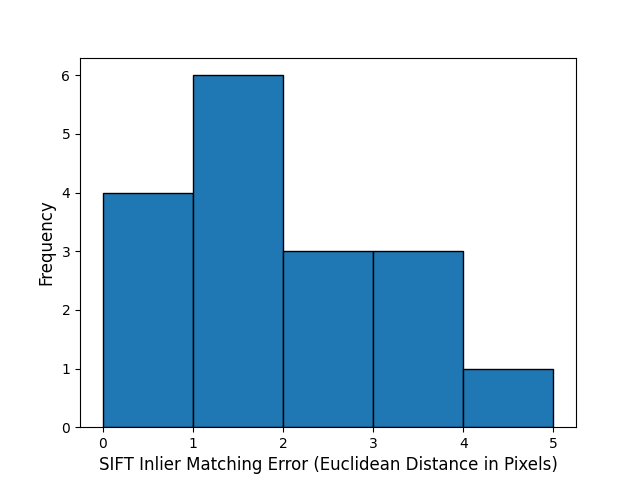 6
5
4
3
2
1
0
Frequency
0 1 2 3 4 5
SIFT Inlier Matching Error (Euclidean Distance in Pixels)